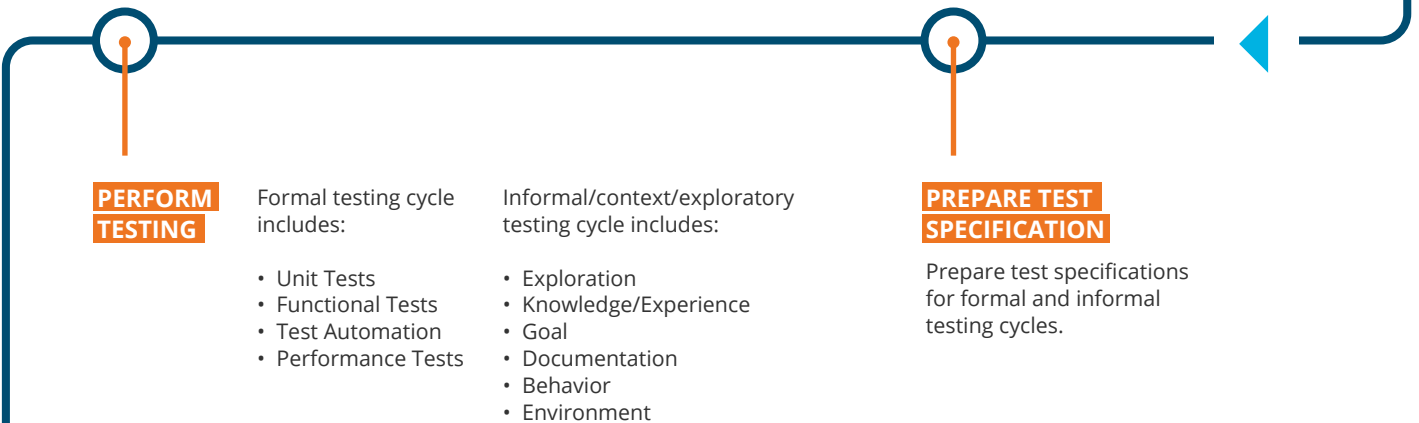 PERFORM
TESTING
Formal testing cycle
includes:
• Unit Tests
• Functional Tests
• Test Automation
• Performance Tests
Informal/context/exploratory
testing cycle includes:
• Exploration
• Knowledge/Experience
• Goal
• Documentation
• Behavior
• Environment
PREPARE TEST
SPECIFICATION
Prepare test specifications
for formal and informal
testing cycles.